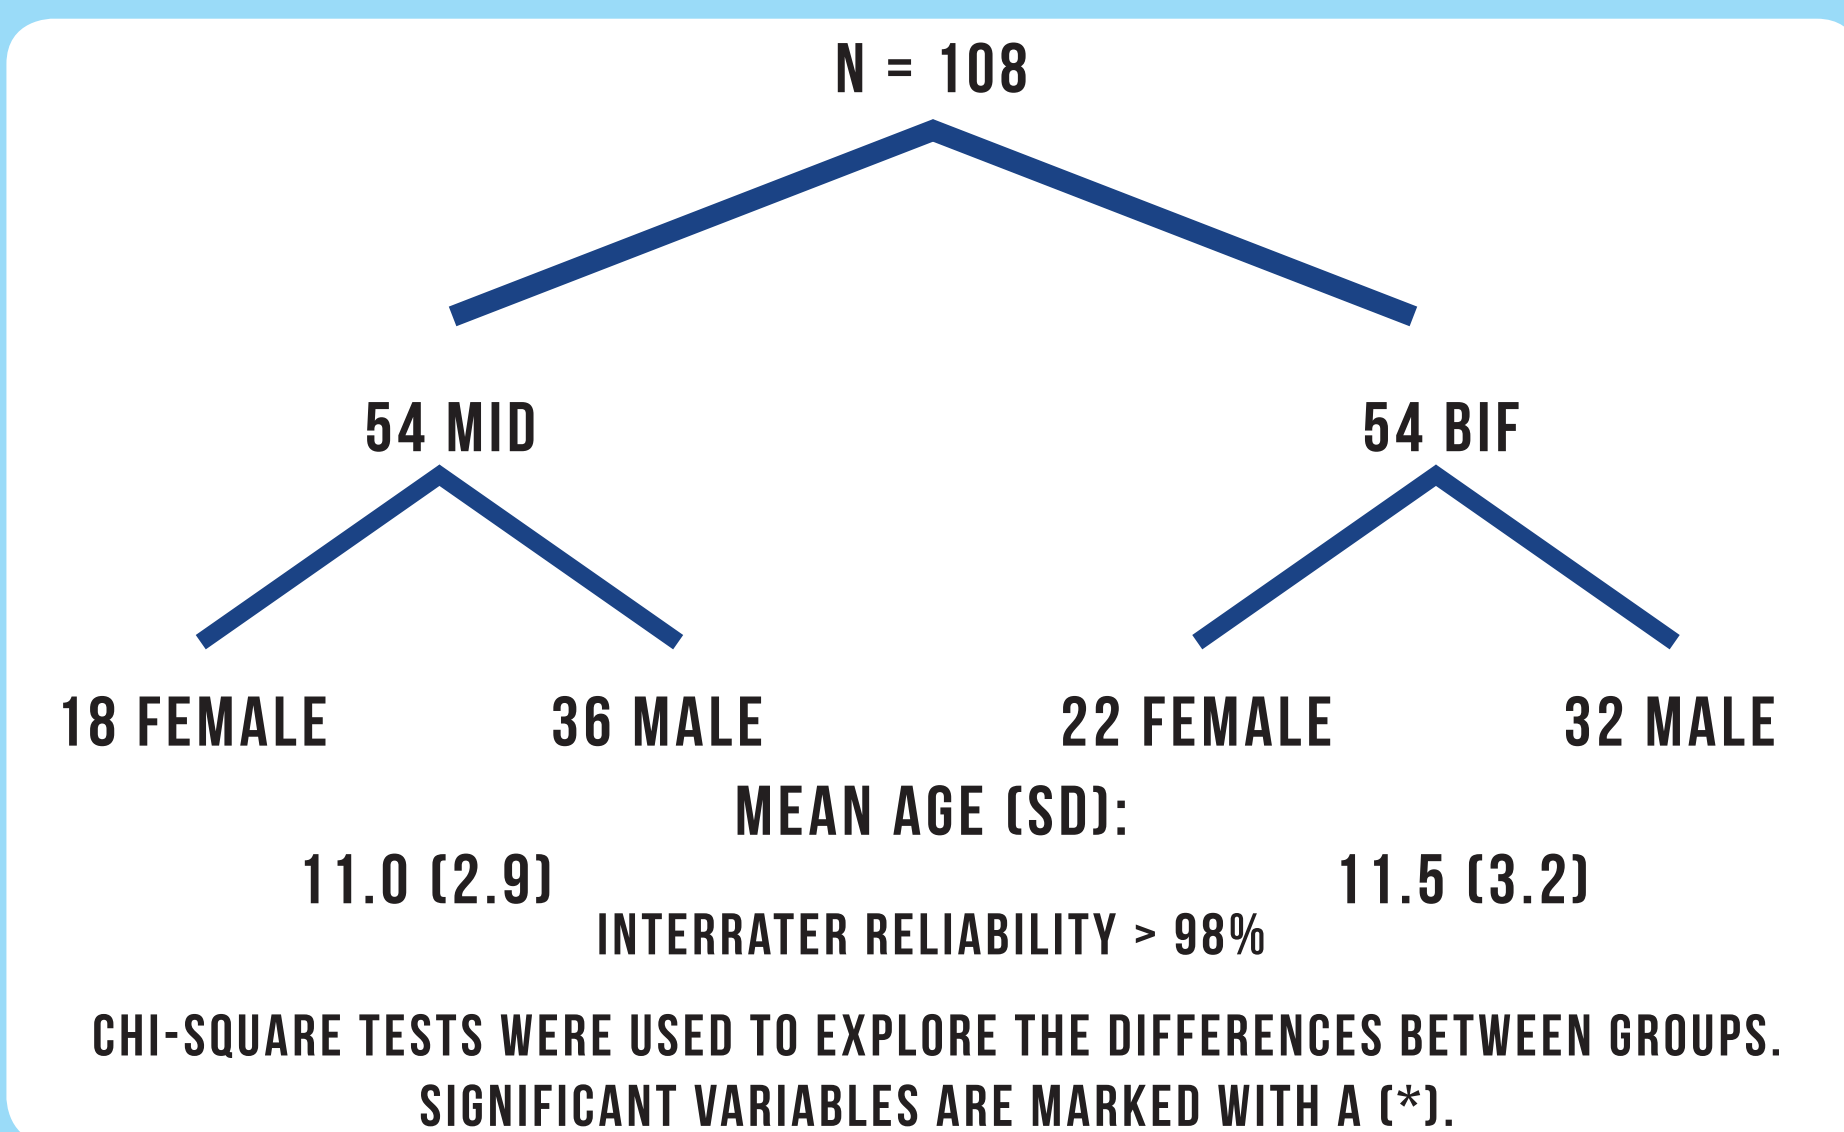 N = 108
54 MID 54 BIF
18 FEMALE 36 MALE 22 FEMALE 32 MALE
MEAN AGE (SD):
11.0 (2.9) 11.5 (3.2)
INTERRATER RELIABILITY > 98%
CHI-SQUARE TESTS WERE USED TO EXPLORE THE DIFFERENCES BETWEEN GROUPS.
SIGNIFICANT VARIABLES ARE MARKED WITH A (*).